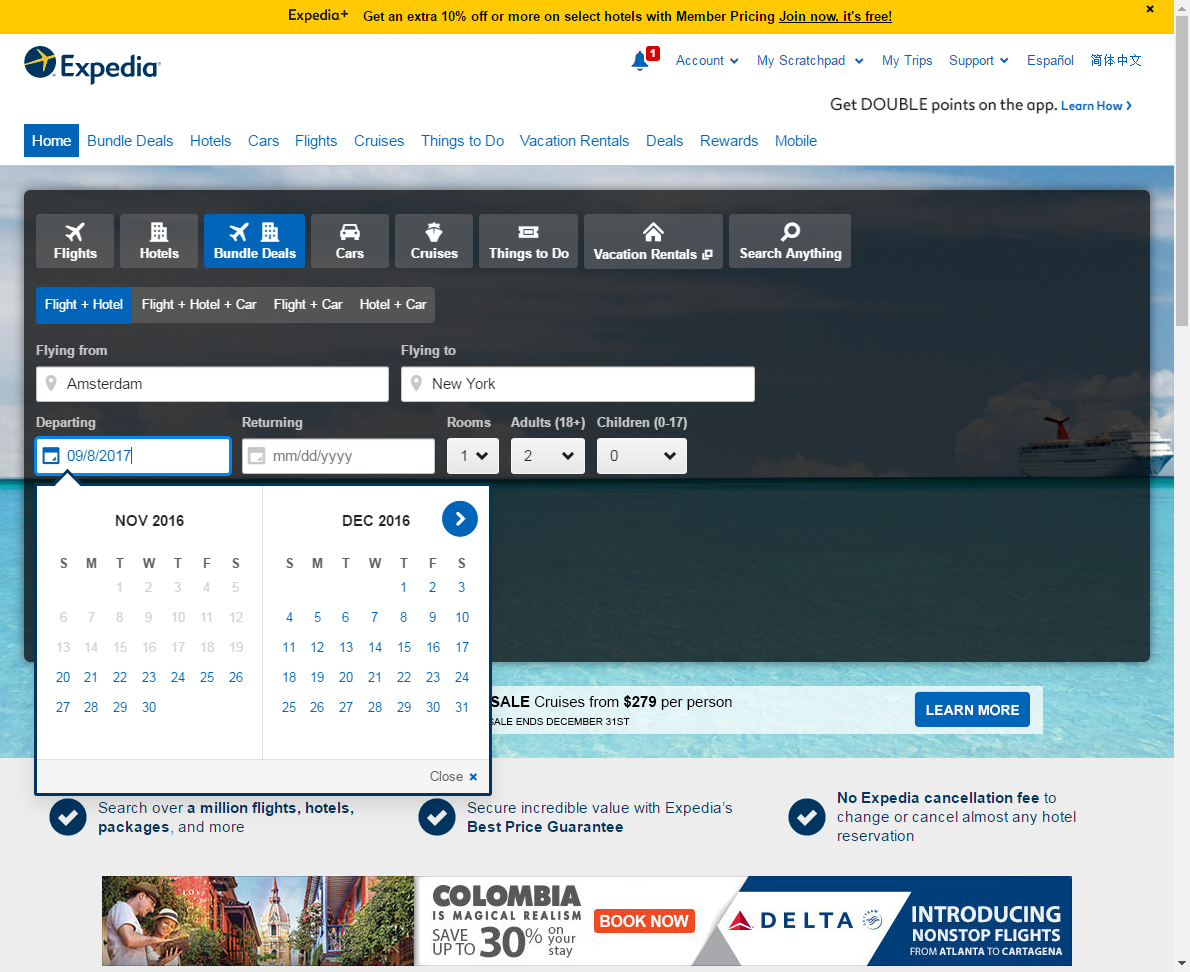 Expedia+ Get an extra 10% off or more on select hotels with Member Pricing Join now, it's free! ×
Expedia
1 Account My Scratchpad My Trips Support Español 简体中文
Get DOUBLE points on the app. Learn How
Home Bundle Deals Hotels Cars Flights Cruises Things to Do Vacation Rentals Deals Rewards Mobile
Flights Hotels Bundle Deals Cars Cruises Things to Do Vacation Rentals Search Anything
Flight + Hotel Flight + Hotel + Car Flight + Car Hotel + Car
Flying from Flying to
Amsterdam New York
Departing Returning Rooms Adults (18+) Children (0-17)
09/8/2017 mm/dd/yyyy 1 2 0
NOV 2016 DEC 2016
S M T W T F S S M T W T F S
1 2 3 4 5 1 2 3
6 7 8 9 10 11 12 4 5 6 7 8 9 10
13 14 15 16 17 18 19 11 12 13 14 15 16 17
20 21 22 23 24 25 26 18 19 20 21 22 23 24
27 28 29 30 25 26 27 28 29 30 31
Close ×
SALE Cruises from $279 per person
SALE ENDS DECEMBER 31ST
LEARN MORE
Search over a million flights, hotels,
packages, and more
Secure incredible value with Expedia's
Best Price Guarantee
No Expedia cancellation fee to
change or cancel almost any hotel
reservation
COLOMBIA
IS MAGICAL REALISM
SAVE UP TO 30% on your stay
BOOK NOW
DELTA
INTRODUCING
NONSTOP FLIGHTS
FROM ATLANTA TO CARTAGENA